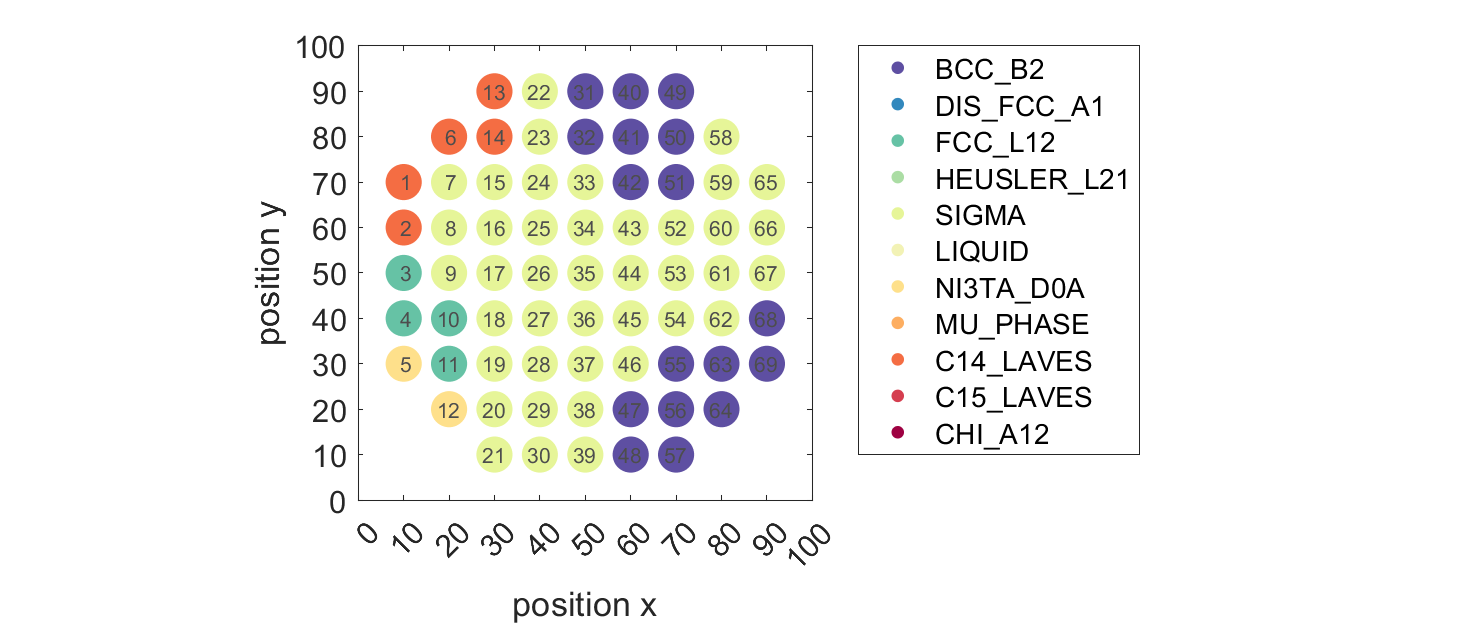 100
90
80
70
60
50
40
30
20
10
0
position y
13 22 31 40 49
6 14 23 32 41 50 58
1 7 15 24 33 42 51 59 65
2 8 16 25 34 43 52 60 66
3 9 17 26 35 44 53 61 67
4 10 18 27 36 45 54 62 68
5 11 19 28 37 46 55 63 69
12 20 29 38 47 56 64
21 30 39 48 57
0 10 20 30 40 50 60 70 80 90 100
position x
BCC_B2
DIS_FCC_A1
FCC_L12
HEUSLER_L21
SIGMA
LIQUID
NI3TA_D0A
MU_PHASE
C14_LAVES
C15_LAVES
CHI_A12